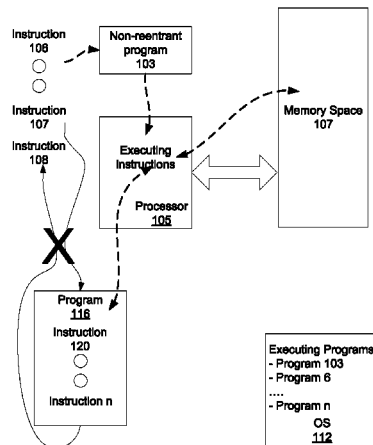 Instruction
106
Non-reentrant
program
103
Instruction
107
Instruction
108
Executing
Instructions
Processor
105
Memory Space
107
Program
116
Instruction
120
Instruction n
X
Executing Programs
- Program 103
- Program 6
....
- Program n
OS
112